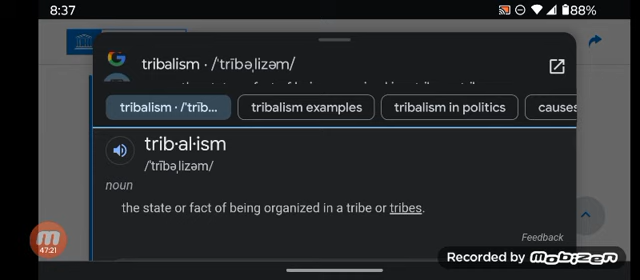 8:37
88%
tribalism · /ˈtrībəˌlizəm/
tribalism · /ˈtrīb...
tribalism examples
tribalism in politics
causes
trib·al·ism
/ˈtrībəˌlizəm/
noun
the state or fact of being organized in a tribe or tribes.
Feedback
47:21
Recorded by mobizen